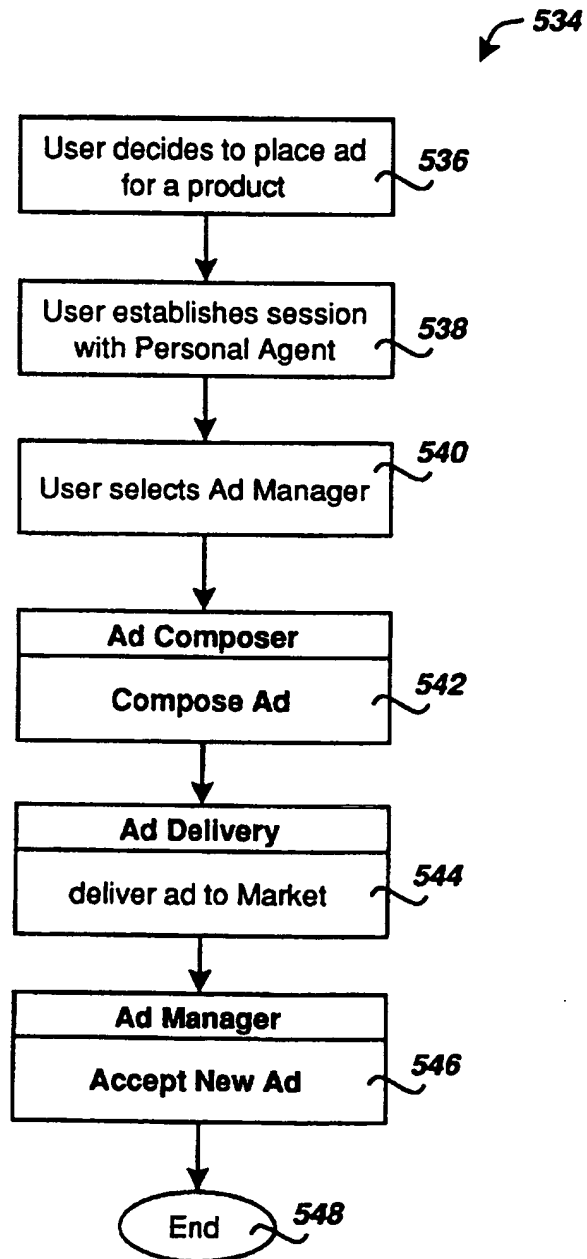 534
User decides to place ad
for a product
536
User establishes session
with Personal Agent
538
User selects Ad Manager
540
Ad Composer
Compose Ad
542
Ad Delivery
deliver ad to Market
544
Ad Manager
Accept New Ad
546
End
548